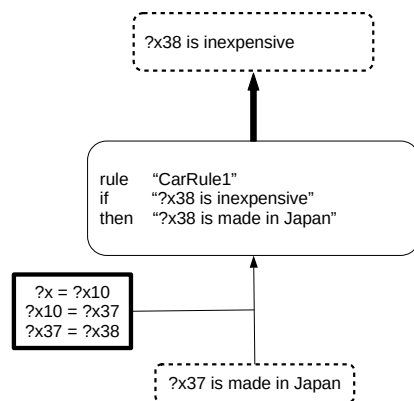 ?x38 is inexpensive
rule “CarRule1”
if “?x38 is inexpensive”
then “?x38 is made in Japan”
?x = ?x10
?x10 = ?x37
?x37 = ?x38
?x37 is made in Japan